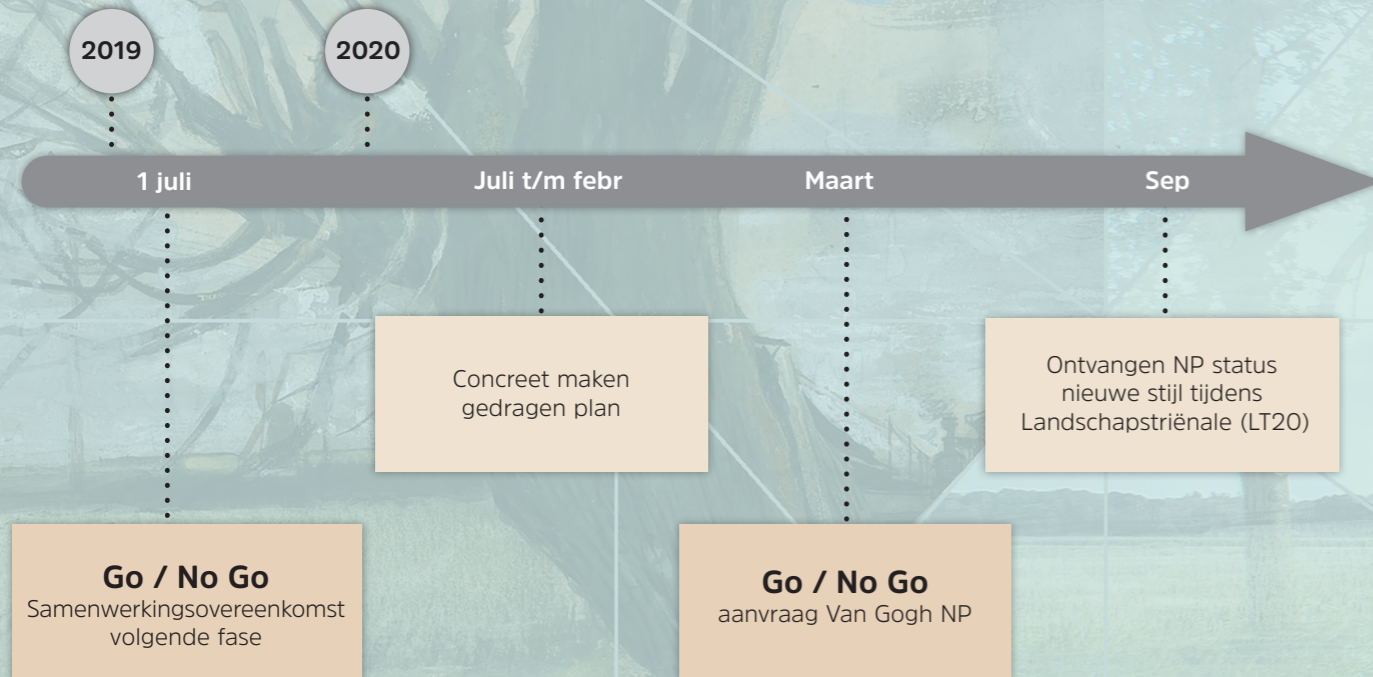 2019
2020
1 juli
Juli t/m febr
Maart
Sep
Concreet maken
gedragen plan
Ontvangen NP status
nieuwe stijl tijdens
Landschapstriënale (LT20)
Go / No Go
Samenwerkingsovereenkomst
volgende fase
Go / No Go
aanvraag Van Gogh NP